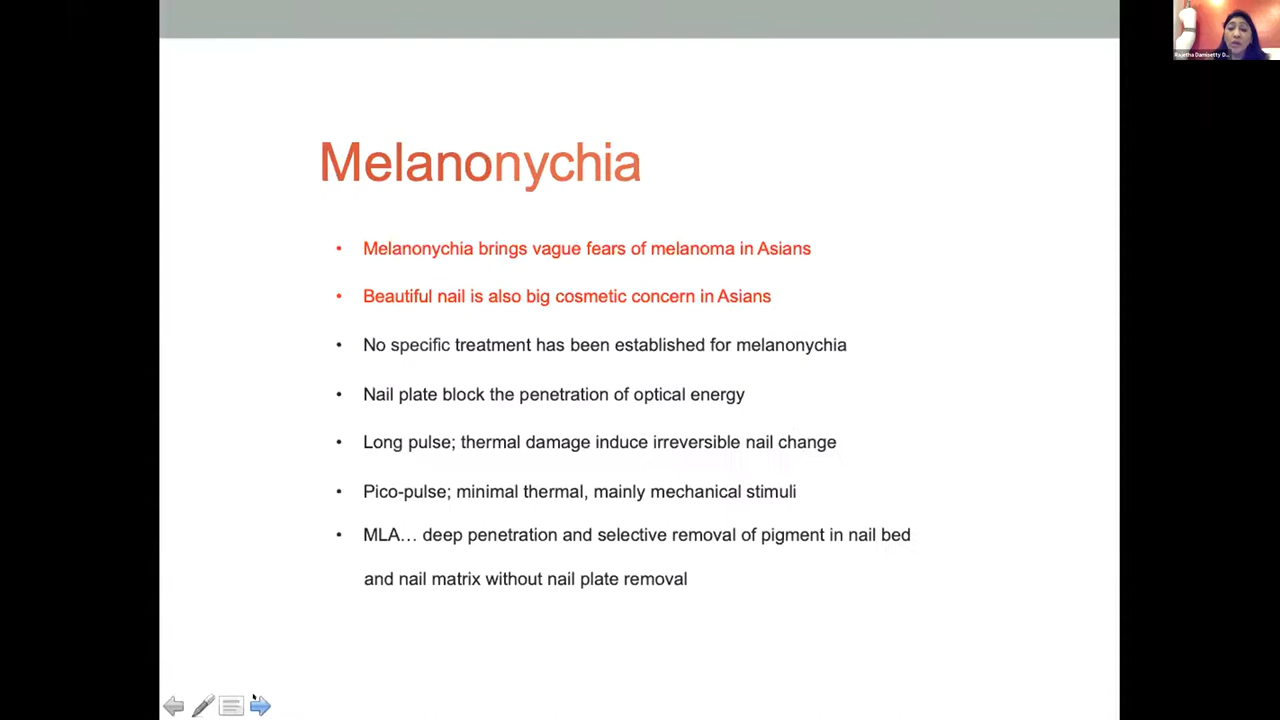 Melanonychia
• Melanonychia brings vague fears of melanoma in Asians
• Beautiful nail is also big cosmetic concern in Asians
• No specific treatment has been established for melanonychia
• Nail plate block the penetration of optical energy
• Long pulse; thermal damage induce irreversible nail change
• Pico-pulse; minimal thermal, mainly mechanical stimuli
• MLA… deep penetration and selective removal of pigment in nail bed
and nail matrix without nail plate removal